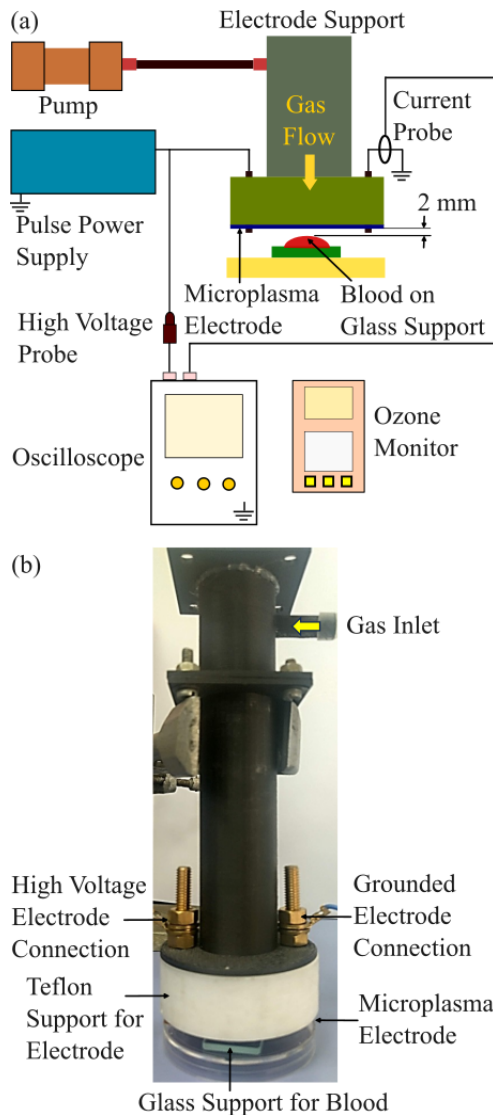 (a)
Electrode Support
Pump
Gas
Flow
Current
Probe
2 mm
Pulse Power
Supply
Microplasma
Electrode
Blood on
Glass Support
High Voltage
Probe
Oscilloscope
Ozone
Monitor
(b)
Gas Inlet
High Voltage
Electrode
Connection
Grounded
Electrode
Connection
Teflon
Support for
Electrode
Microplasma
Electrode
Glass Support for Blood